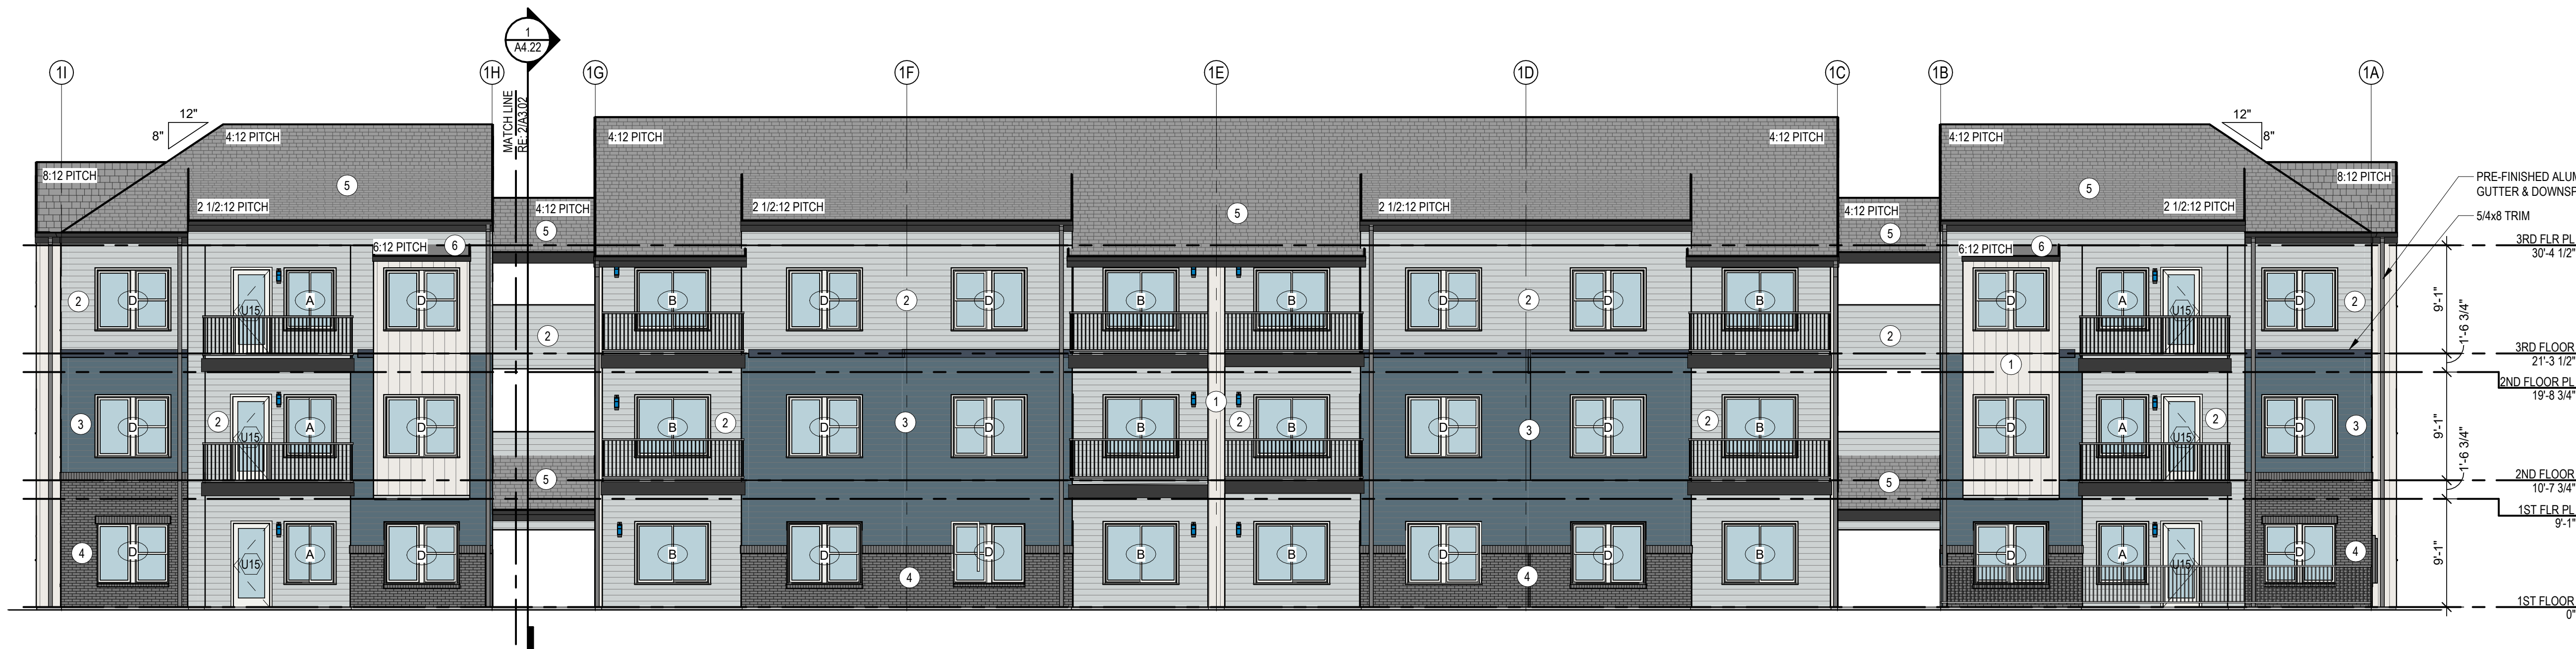 1
A4.22
1I
1H
1G
1F
1E
1D
1C
1B
1A
MATCH LINE
RE: 2/A3.02
12"
8"
4:12 PITCH
4:12 PITCH
4:12 PITCH
4:12 PITCH
12"
8"
8:12 PITCH
5
5
8:12 PITCH
PRE-FINISHED ALUM
GUTTER & DOWNSP
2 1/2:12 PITCH
4:12 PITCH
2 1/2:12 PITCH
5
2 1/2:12 PITCH
4:12 PITCH
2 1/2:12 PITCH
5/4x8 TRIM
5
5
6:12 PITCH
6
6:12 PITCH
6
3RD FLR PL
30'-4 1/2"
2
D
U15
A
D
2
B
D
2
D
B
B
D
2
D
B
2
D
A
U15
D
2
9'-1"
1'-6 3/4"
3RD FLOOR
21'-3 1/2"
1
2ND FLOOR PL
19'-8 3/4"
3
D
2
U15
A
D
B
2
D
3
D
B
1
2
B
D
3
D
2
B
D
A
U15
2
D
3
9'-1"
1'-6 3/4"
5
5
2ND FLOOR
10'-7 3/4"
1ST FLR PL
9'-1"
4
D
U15
A
D
B
D
4
D
B
B
D
4
D
B
D
A
U15
D
4
9'-1"
1ST FLOOR
0"